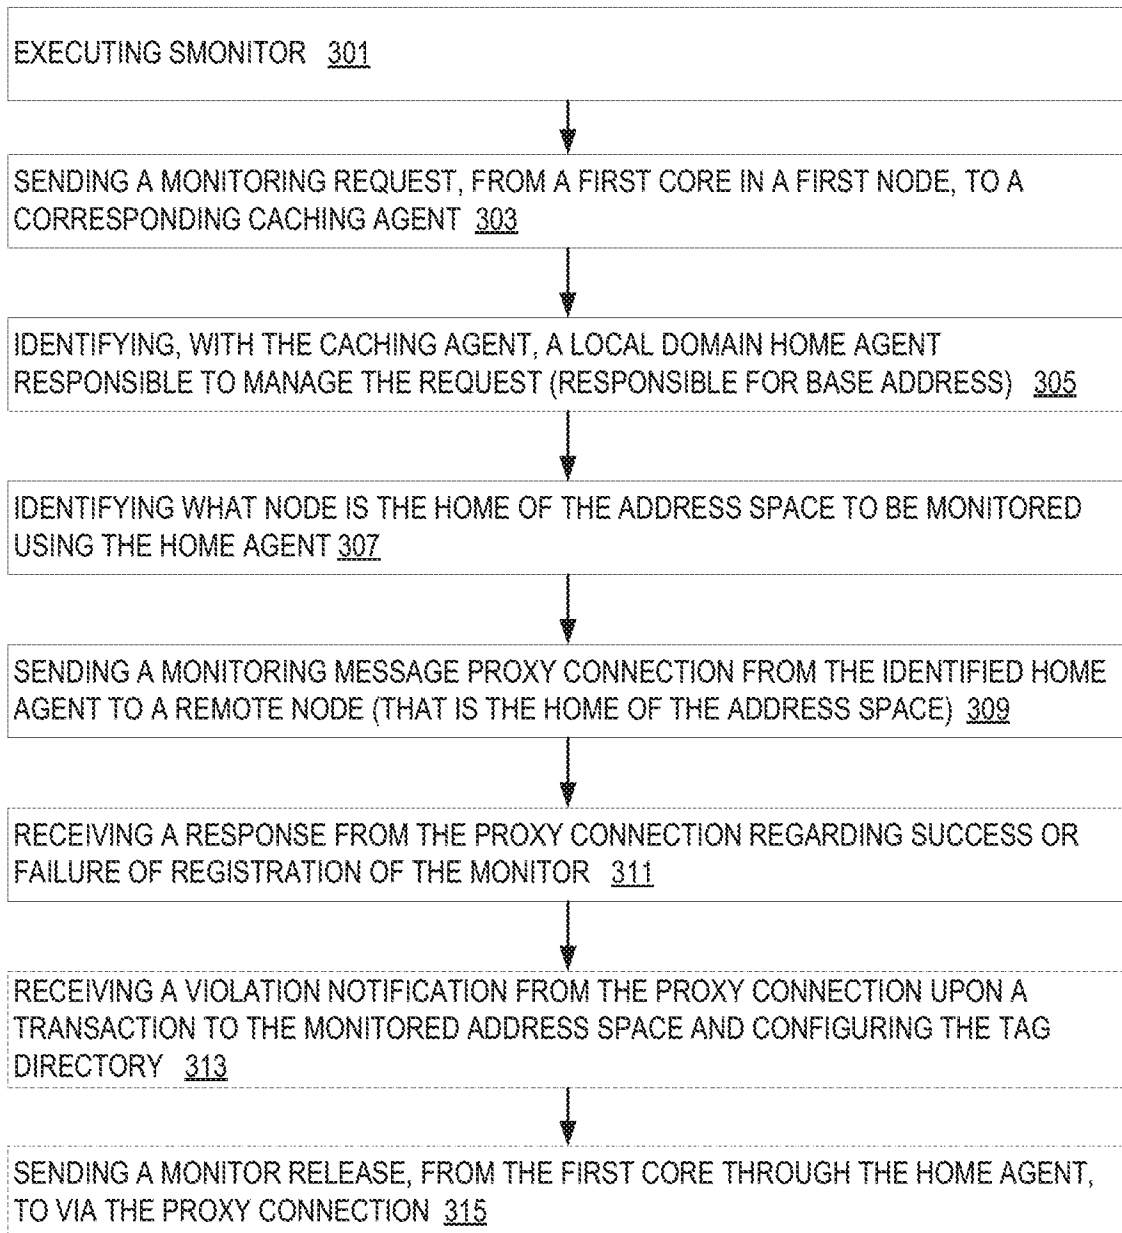 EXECUTING SMONITOR 301
SENDING A MONITORING REQUEST, FROM A FIRST CORE IN A FIRST NODE, TO A
CORRESPONDING CACHING AGENT 303
IDENTIFYING, WITH THE CACHING AGENT, A LOCAL DOMAIN HOME AGENT
RESPONSIBLE TO MANAGE THE REQUEST (RESPONSIBLE FOR BASE ADDRESS) 305
IDENTIFYING WHAT NODE IS THE HOME OF THE ADDRESS SPACE TO BE MONITORED
USING THE HOME AGENT 307
SENDING A MONITORING MESSAGE PROXY CONNECTION FROM THE IDENTIFIED HOME
AGENT TO A REMOTE NODE (THAT IS THE HOME OF THE ADDRESS SPACE) 309
RECEIVING A RESPONSE FROM THE PROXY CONNECTION REGARDING SUCCESS OR
FAILURE OF REGISTRATION OF THE MONITOR 311
RECEIVING A VIOLATION NOTIFICATION FROM THE PROXY CONNECTION UPON A
TRANSACTION TO THE MONITORED ADDRESS SPACE AND CONFIGURING THE TAG
DIRECTORY 313
SENDING A MONITOR RELEASE, FROM THE FIRST CORE THROUGH THE HOME AGENT,
TO VIA THE PROXY CONNECTION 315